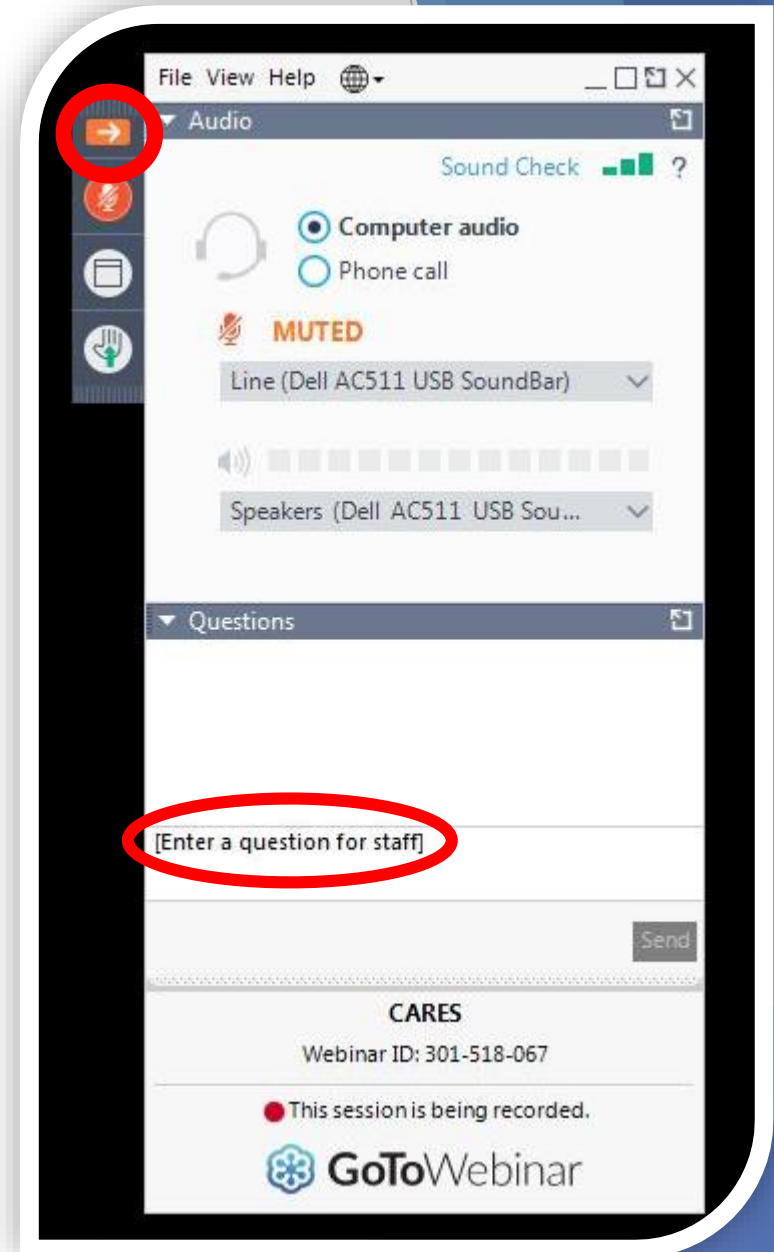 File View Help
Audio
Sound Check ?
Computer audio
Phone call
MUTED
Line (Dell AC511 USB SoundBar)
Speakers (Dell AC511 USB Sou...
Questions
[Enter a question for staff]
Send
CARES
Webinar ID: 301-518-067
This session is being recorded.
GoToWebinar